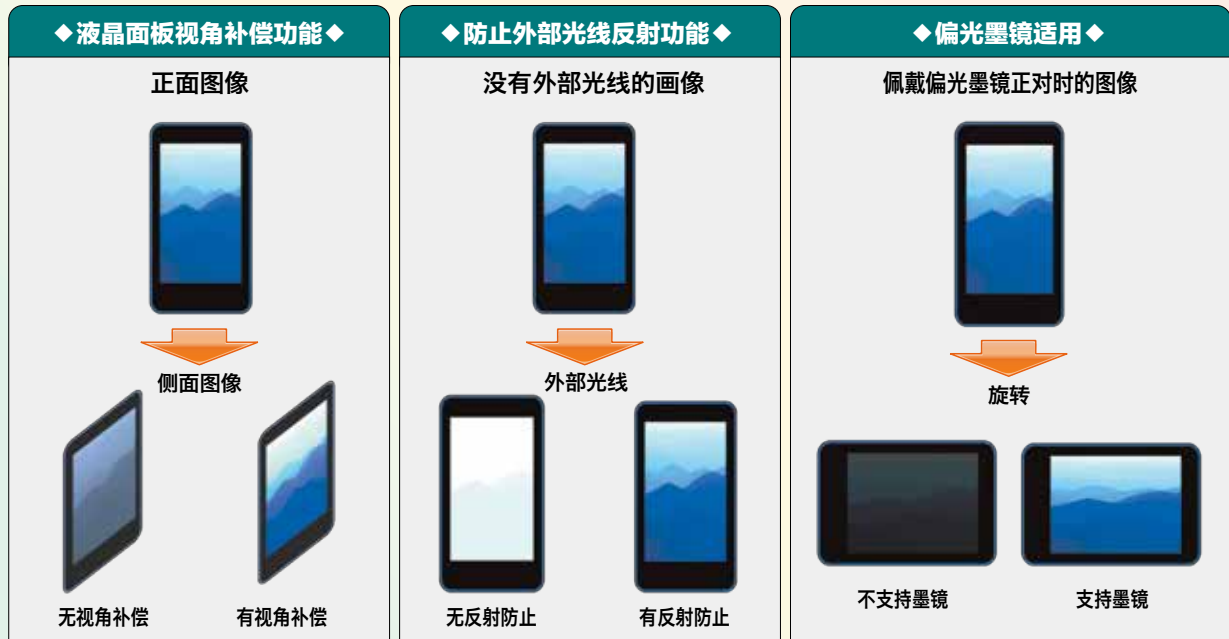 ◆液晶面板视角补偿功能◆
正面图像
侧面图像
无视角补偿 有视角补偿
◆防止外部光线反射功能◆
没有外部光线的画像
外部光线
无反射防止 有反射防止
◆偏光墨镜适用◆
佩戴偏光墨镜正对时的图像
旋转
不支持墨镜 支持墨镜